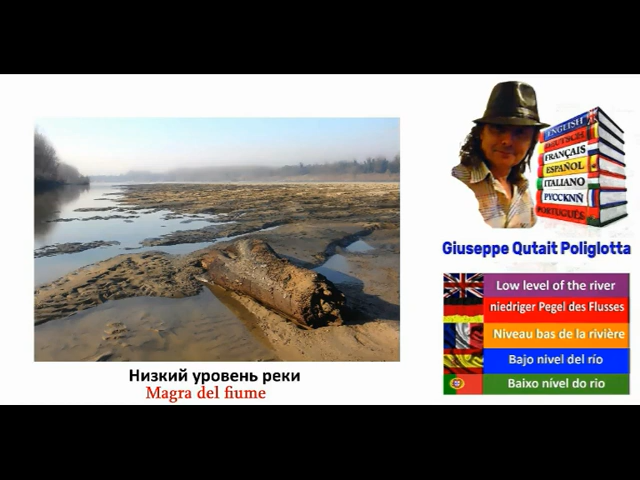 ENGLISH
DEUTSCH
FRANÇAIS
ESPAÑOL
ITALIANO
РУССКNÑ
PORTUGUÊS
Giuseppe Qutait Poliglotta
Low level of the river
niedriger Pegel des Flusses
Niveau bas de la rivière
Bajo nivel del río
Baixo nível do rio
Низкий уровень реки
Magra del fiume